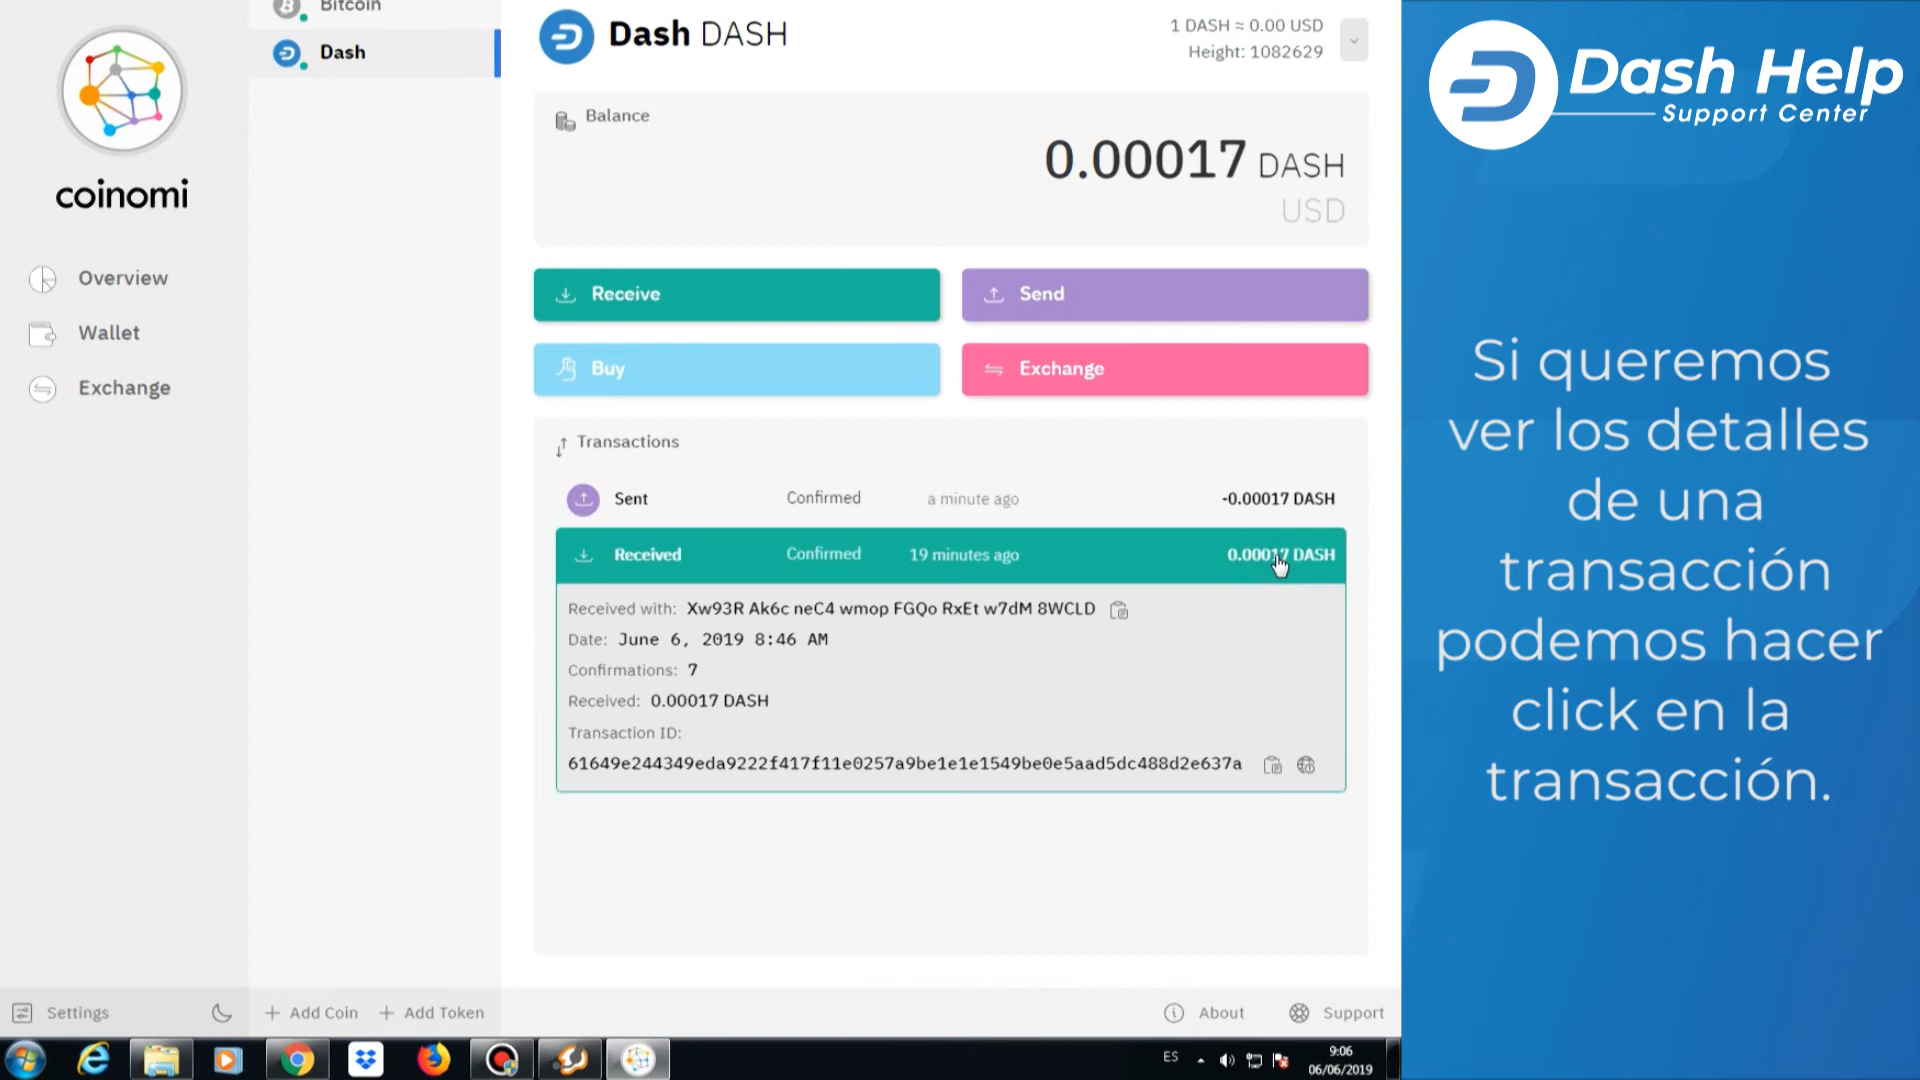 Bitcoin
Dash
coinomi
Overview
Wallet
Exchange
Dash DASH
1 DASH ≈ 0.00 USD
Height: 1082629
Balance
0.00017 DASH
USD
Receive
Send
Buy
Exchange
Transactions
Sent Confirmed a minute ago -0.00017 DASH
Received Confirmed 19 minutes ago 0.00017 DASH
Received with: Xw93R Ak6c neC4 wmop FGQo RxEt w7dM 8WCLD
Date: June 6, 2019 8:46 AM
Confirmations: 7
Received: 0.00017 DASH
Transaction ID:
61649e244349eda9222f417f11e0257a9be1e1e1549be0e5aad5dc488d2e637a
Settings
+ Add Coin + Add Token
About
Support
ES
9:06
06/06/2019
Dash Help
Support Center
Si queremos
ver los detalles
de una
transacción
podemos hacer
click en la
transacción.